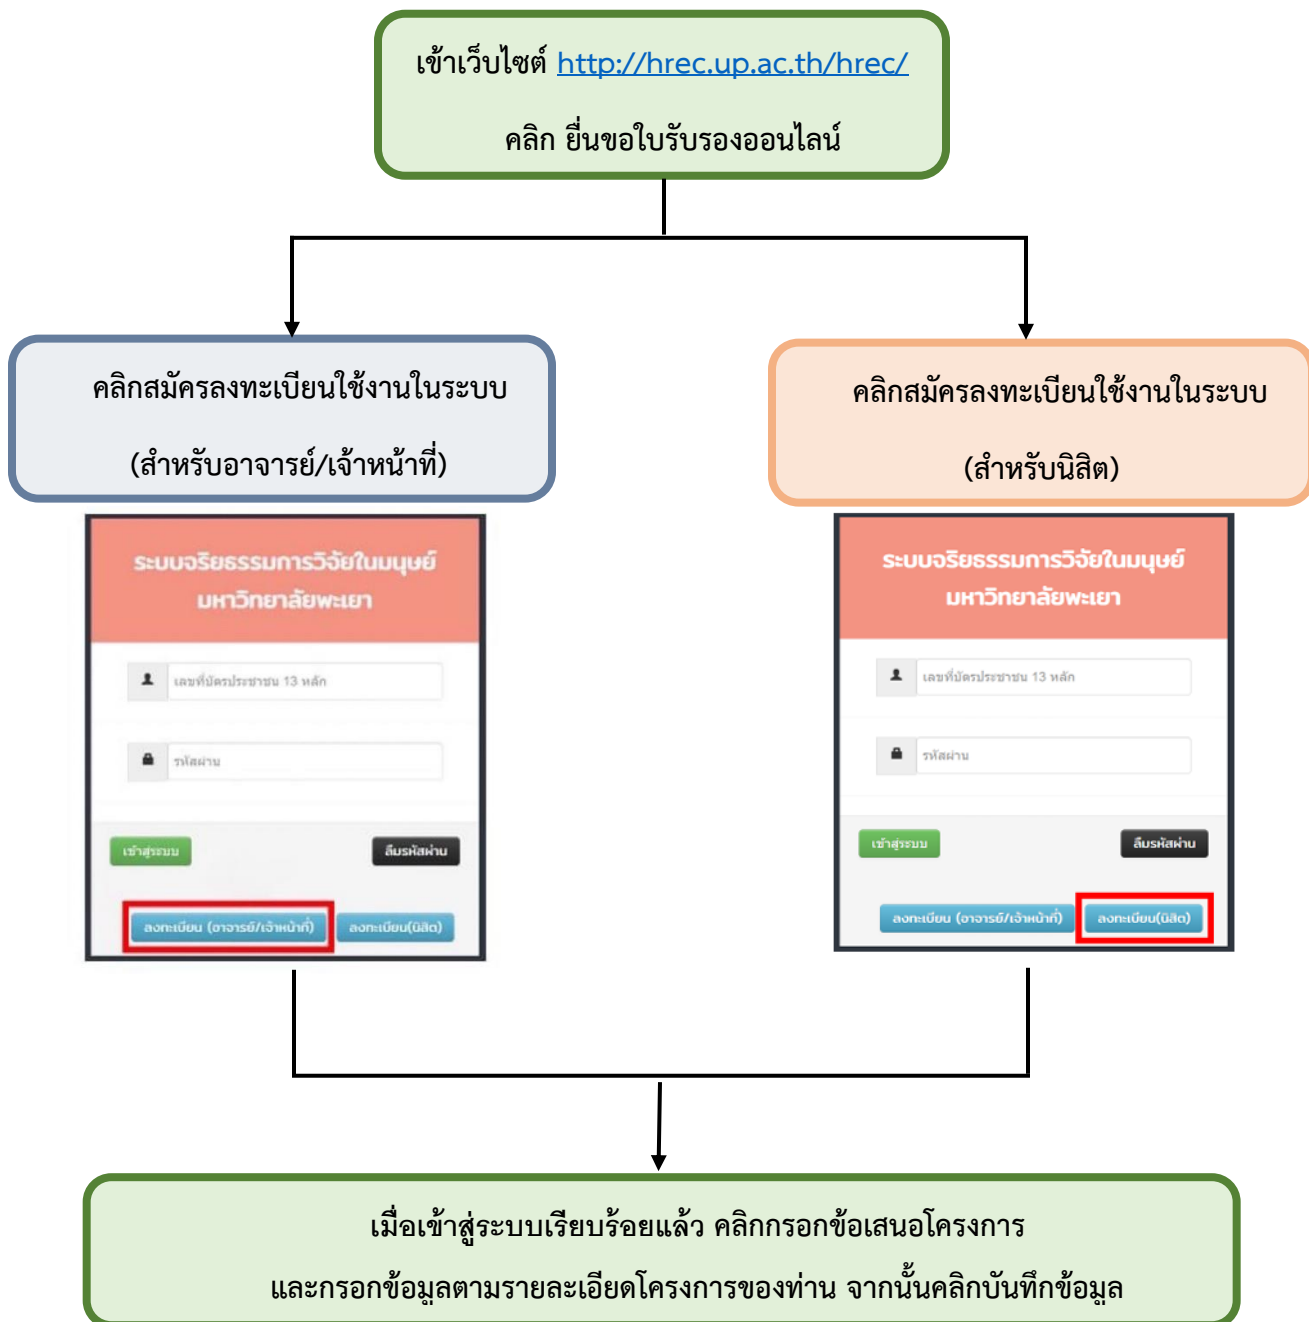 เข้าเว็บไซต์ http://hrec.up.ac.th/hrec/
คลิก ยื่นขอใบรับรองออนไลน์
คลิกสมัครลงทะเบียนใช้งานในระบบ
(สำหรับอาจารย์/เจ้าหน้าที่)
คลิกสมัครลงทะเบียนใช้งานในระบบ
(สำหรับนิสิต)
ระบบจริยธรรมการวิจัยในมนุษย์
มหาวิทยาลัยพะเยา
เลขที่บัตรประชาชน 13 หลัก
รหัสผ่าน
เข้าสู่ระบบ
ลืมรหัสผ่าน
ลงทะเบียน (อาจารย์/เจ้าหน้าที่)
ลงทะเบียน(นิสิต)
ระบบจริยธรรมการวิจัยในมนุษย์
มหาวิทยาลัยพะเยา
เลขที่บัตรประชาชน 13 หลัก
รหัสผ่าน
เข้าสู่ระบบ
ลืมรหัสผ่าน
ลงทะเบียน (อาจารย์/เจ้าหน้าที่)
ลงทะเบียน(นิสิต)
เมื่อเข้าสู่ระบบเรียบร้อยแล้ว คลิกกรอกข้อเสนอโครงการ
และกรอกข้อมูลตามรายละเอียดโครงการของท่าน จากนั้นคลิกบันทึกข้อมูล